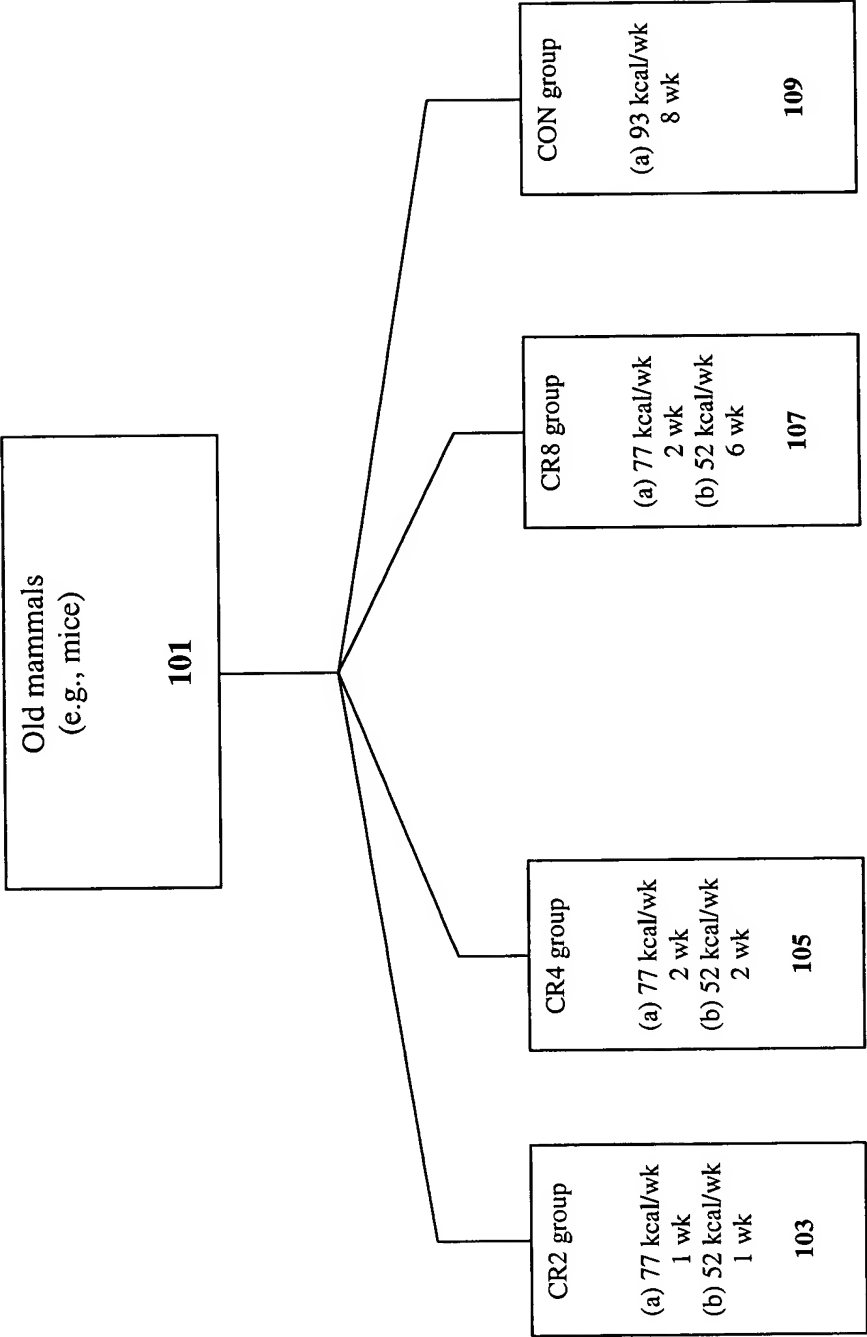 Old mammals
(e.g., mice)
101
CR2 group
(a) 77 kcal/wk
1 wk
(b) 52 kcal/wk
1 wk
103
CR4 group
(a) 77 kcal/wk
2 wk
(b) 52 kcal/wk
2 wk
105
CR8 group
(a) 77 kcal/wk
2 wk
(b) 52 kcal/wk
6 wk
107
CON group
(a) 93 kcal/wk
8 wk
109